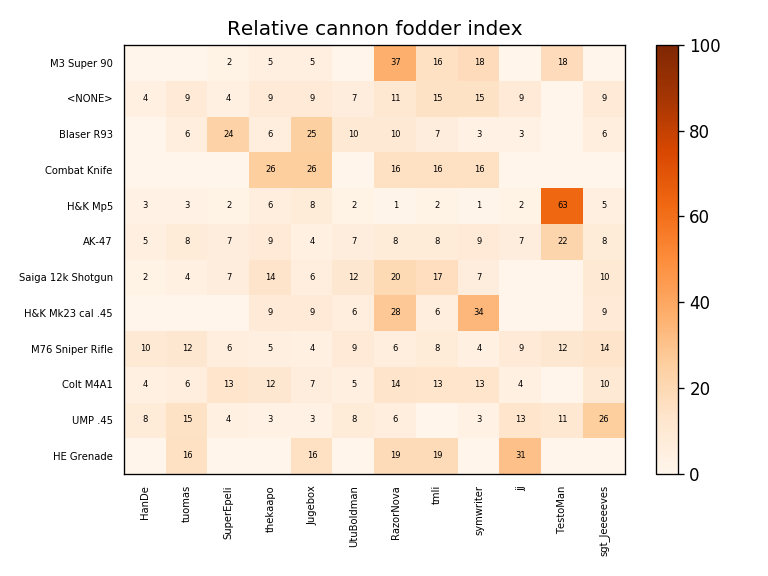 Relative cannon fodder index
M3 Super 90 2 5 5 37 16 18 18
<NONE> 4 9 4 9 9 7 11 15 15 9 9
Blaser R93 6 24 6 25 10 10 7 3 3 6
Combat Knife 26 26 16 16 16
H&K Mp5 3 3 2 6 8 2 1 2 1 2 63 5
AK-47 5 8 7 9 4 7 8 8 9 7 22 8
Saiga 12k Shotgun 2 4 7 14 6 12 20 17 7 10
H&K Mk23 cal .45 9 9 6 28 6 34 9
M76 Sniper Rifle 10 12 6 5 4 9 6 8 4 9 12 14
Colt M4A1 4 6 13 12 7 5 14 13 13 4 10
UMP .45 8 15 4 3 3 8 6 3 13 11 26
HE Grenade 16 16 19 19 31
HanDe
tuomas
SuperEpeli
thekaapo
Jugebox
UtuBoldman
RazorNova
tmli
symwriter
jj
TestoMan
sgt_Jeeeeeves
100
80
60
40
20
0